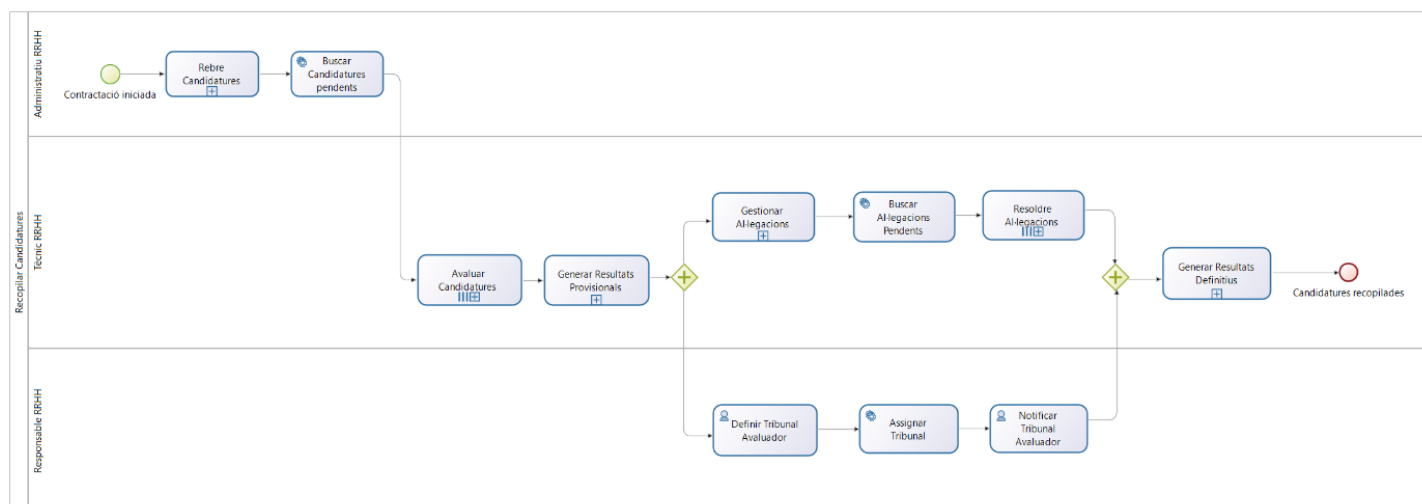 Recopilar Candidatures
Administratiu RRHH
Contractació iniciada
Rebre
Candidatures
Buscar
Candidatures
pendents
Tècnic RRHH
Avaluar
Candidatures
Generar Resultats
Provisionals
Gestionar
Al·legacions
Buscar
Al·legacions
Pendents
Resoldre
Al·legacions
Generar Resultats
Definitius
Candidatures recopilades
Responsable RRHH
Definir Tribunal
Avaluador
Assignar
Tribunal
Notificar
Tribunal
Avaluador